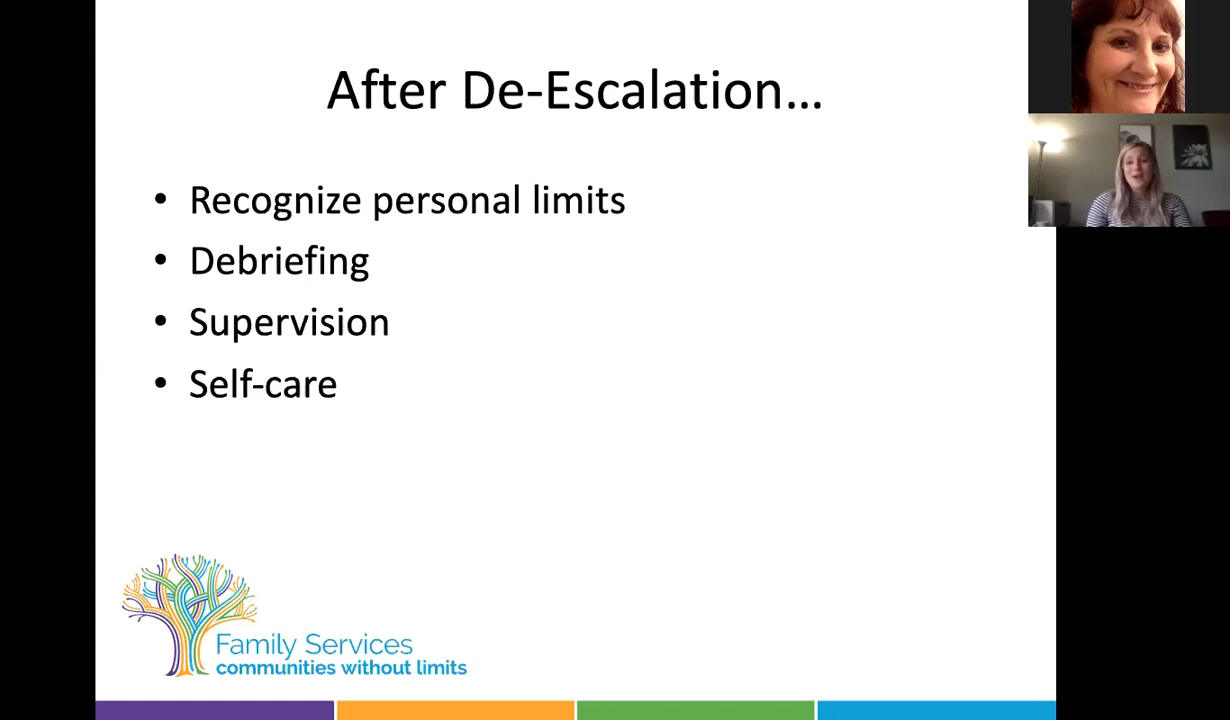 After De-Escalation…
• Recognize personal limits
• Debriefing
• Supervision
• Self-care
Family Services
communities without limits